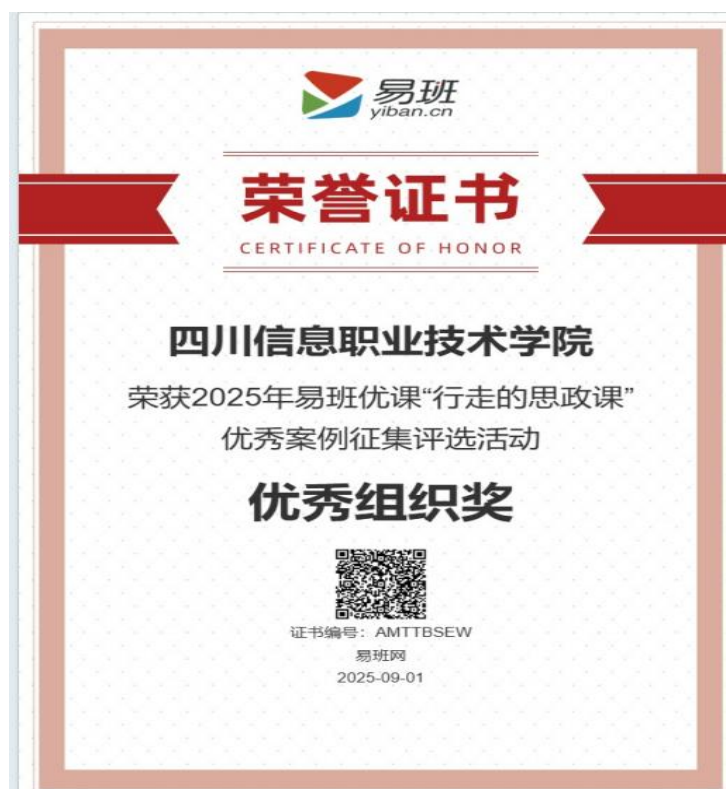 易班
yiban.cn
荣誉证书
CERTIFICATE OF HONOR
四川信息职业技术学院
荣获2025年易班优课“行走的思政课”
优秀案例征集评选活动
优秀组织奖
证书编号：AMTTBSEW
易班网
2025-09-01